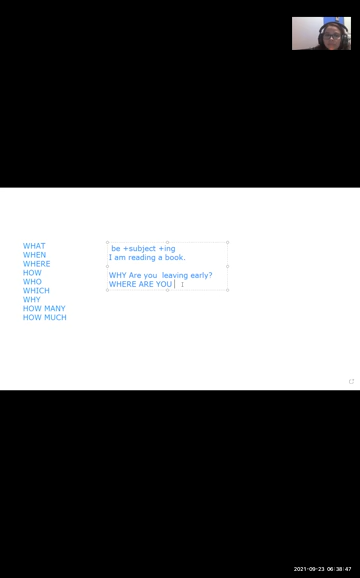 WHAT
WHEN
WHERE
HOW
WHO
WHICH
WHY
HOW MANY
HOW MUCH
be +subject +ing
I am reading a book.
WHY Are you leaving early?
WHERE ARE YOU
2021-09-23 06:38:47